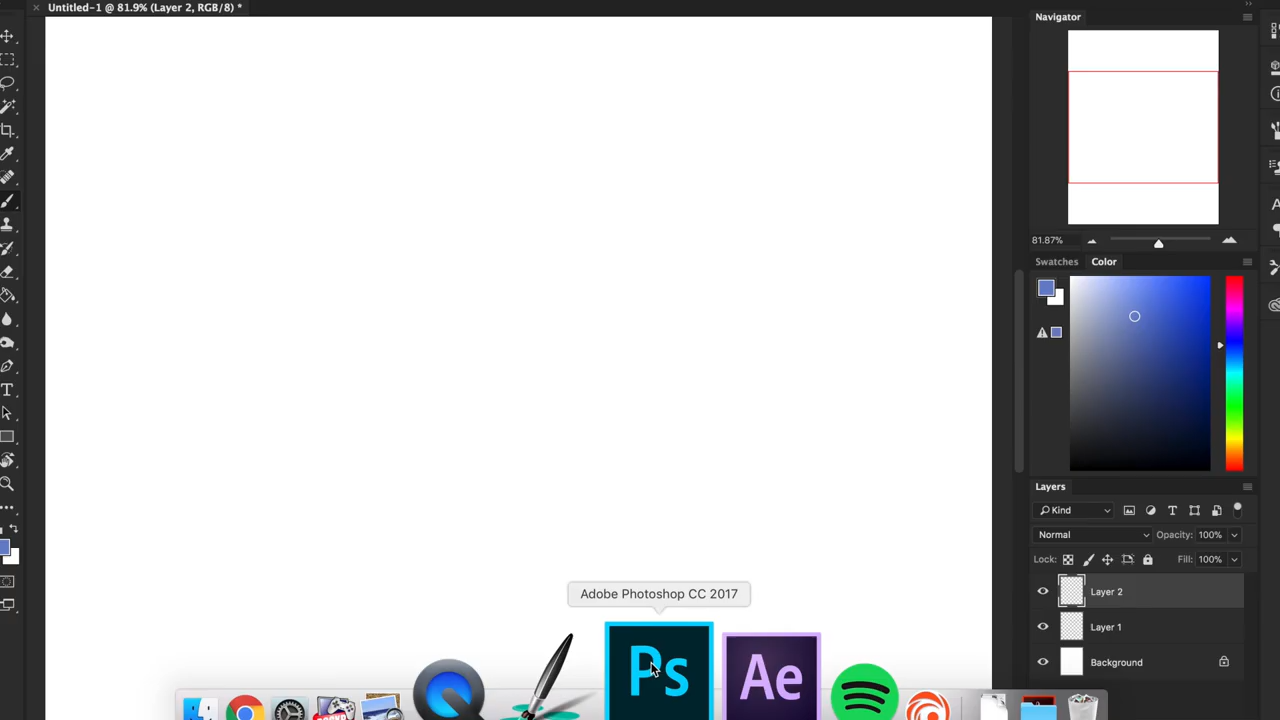 Untitled-1 @ 81.9% (Layer 2, RGB/8) *
Navigator
81.87%
Swatches Color
Layers
Kind
Normal Opacity: 100%
Lock: Fill: 100%
Layer 2
Layer 1
Background
Adobe Photoshop CC 2017
Ps
Ae